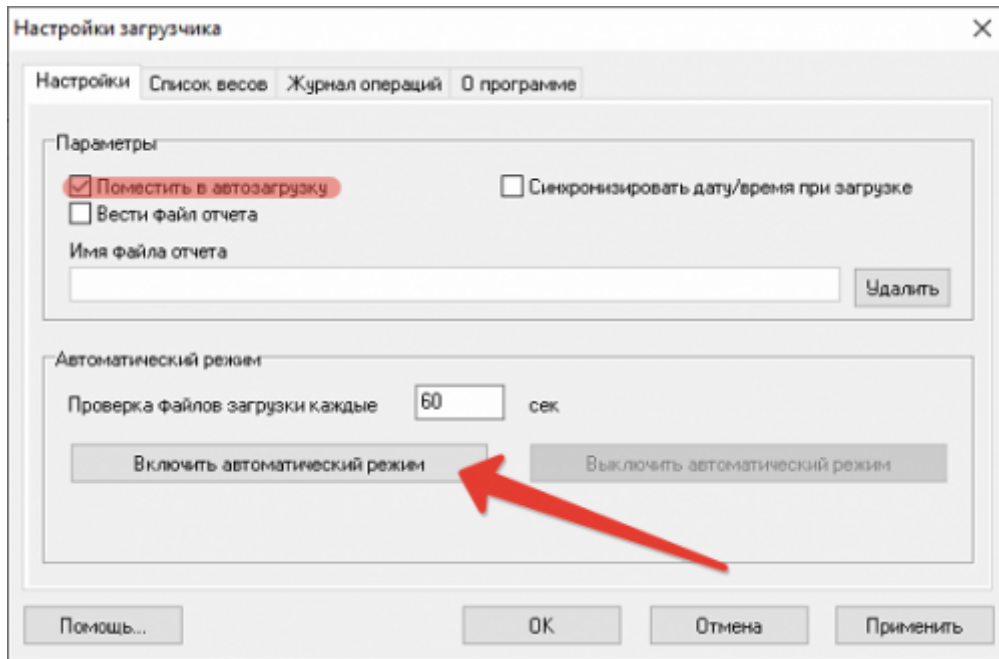 Настройки загрузчика
Настройки Список весов Журнал операций О программе
Параметры
Поместить в автозагрузку Синхронизировать дату/время при загрузке
Вести файл отчета
Имя файла отчета
Удалить
Автоматический режим
Проверка файлов загрузки каждые 60 сек
Включить автоматический режим Выключить автоматический режим
Помощь... OK Отмена Применить